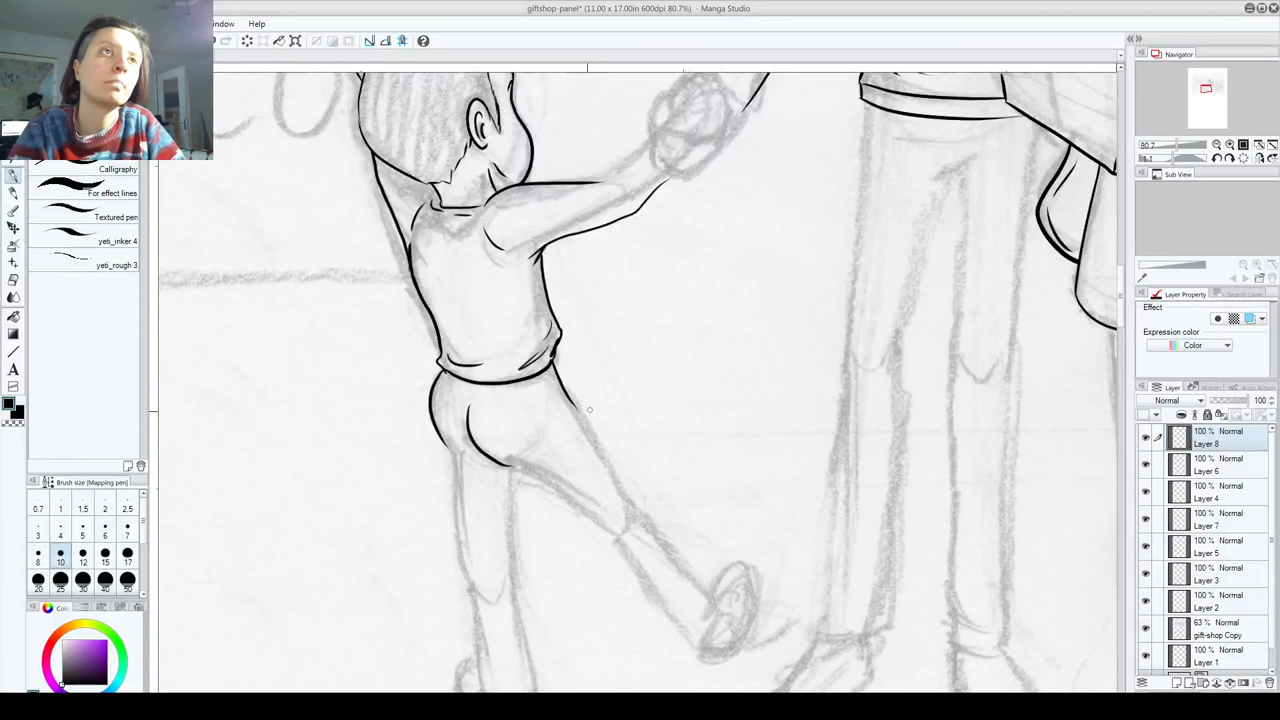 giftshop-panel* (11.00 x 17.00in 600dpi 80.7%) - Manga Studio
Help
Navigator
80.7
Sub View
Layer Property
Search Layer
Effect
Expression color
Color
Layer
Normal
100
100 % Normal
Layer 8
100 % Normal
Layer 6
100 % Normal
Layer 4
100 % Normal
Layer 7
100 % Normal
Layer 5
100 % Normal
Layer 3
100 % Normal
Layer 2
63 % Normal
gift-shop Copy
100 % Normal
Layer 1
Calligraphy
For effect lines
Textured pen
yeti_inker 4
yeti_rough 3
Brush size [Mapping pen]
0.7 1 1.5 2 2.5
3 4 5 6 7
8 10 12 15 17
20 25 30 40 50